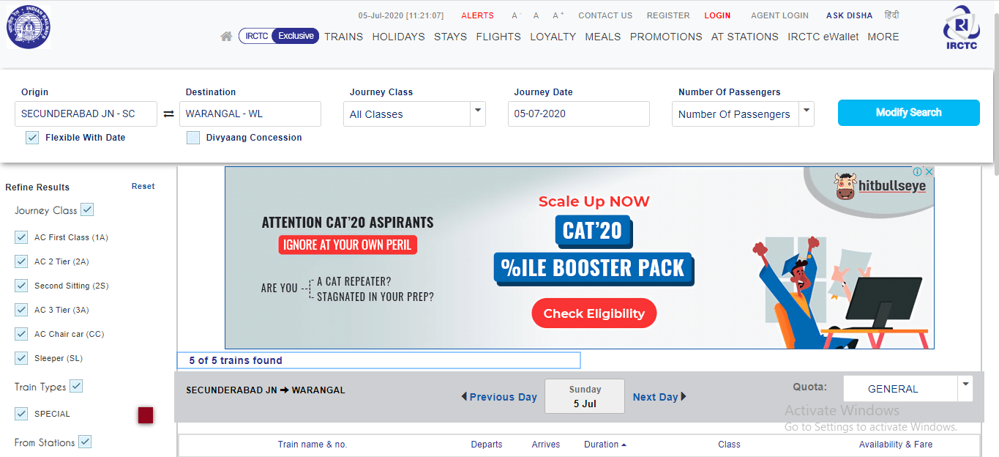 05-Jul-2020 [11:21:07] ALERTS A- A A+ CONTACT US REGISTER LOGIN AGENT LOGIN ASK DISHA हिंदी
IRCTC Exclusive TRAINS HOLIDAYS STAYS FLIGHTS LOYALTY MEALS PROMOTIONS AT STATIONS IRCTC eWallet MORE
IRCTC
Origin Destination Journey Class Journey Date Number Of Passengers
SECUNDERABAD JN - SC WARANGAL - WL All Classes 05-07-2020 Number Of Passengers Modify Search
Flexible With Date Divyaang Concession
Refine Results Reset
Journey Class
AC First Class (1A)
AC 2 Tier (2A)
Second Sitting (2S)
AC 3 Tier (3A)
AC Chair car (CC)
Sleeper (SL)
Train Types
SPECIAL
From Stations
hitbullseye
ATTENTION CAT'20 ASPIRANTS
IGNORE AT YOUR OWN PERIL
ARE YOU
A CAT REPEATER?
STAGNATED IN YOUR PREP?
Scale Up NOW
CAT'20
%ILE BOOSTER PACK
Check Eligibility
5 of 5 trains found
SECUNDERABAD JN ➔ WARANGAL
Previous Day
Sunday
5 Jul
Next Day
Quota: GENERAL
Activate Windows
Go to Settings to activate Windows.
Train name & no. Departs Arrives Duration Class Availability & Fare